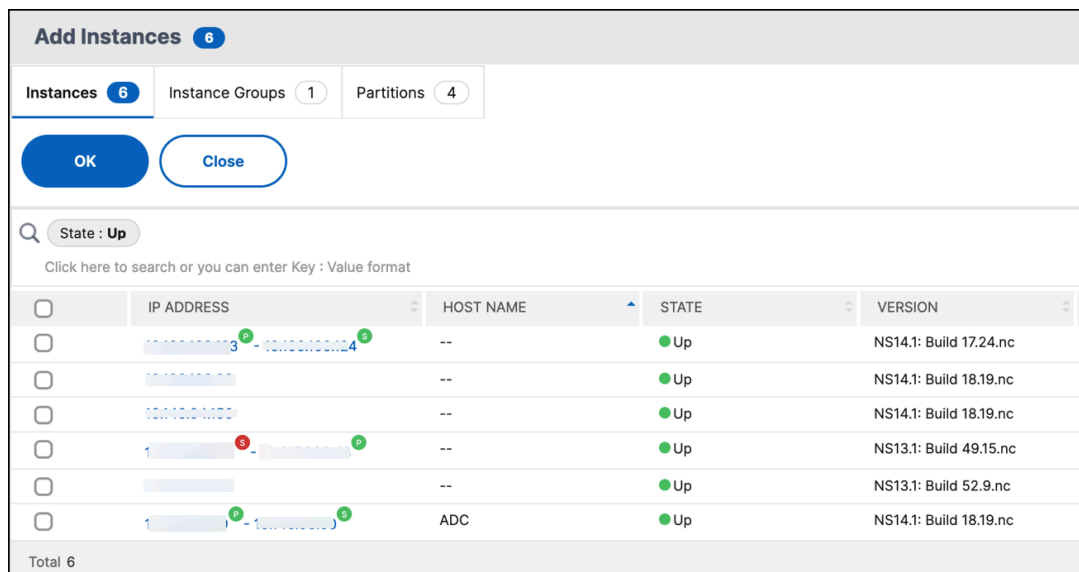 Add Instances 6
Instances 6 Instance Groups 1 Partitions 4
OK Close
State : Up
Click here to search or you can enter Key : Value format
IP ADDRESS HOST NAME STATE VERSION
P S -- Up NS14.1: Build 17.24.nc
-- Up NS14.1: Build 18.19.nc
-- Up NS14.1: Build 18.19.nc
S P -- Up NS13.1: Build 49.15.nc
-- Up NS13.1: Build 52.9.nc
P S ADC Up NS14.1: Build 18.19.nc
Total 6